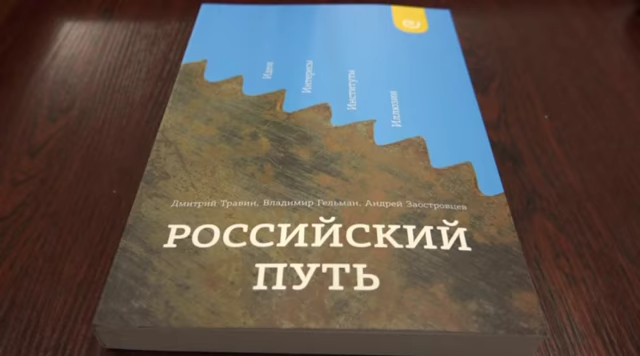 Идеи
Интересы
Институты
Иллюзии
Дмитрий Травин, Владимир Гельман, Андрей Заостровцев
РОССИЙСКИЙ
ПУТЬ